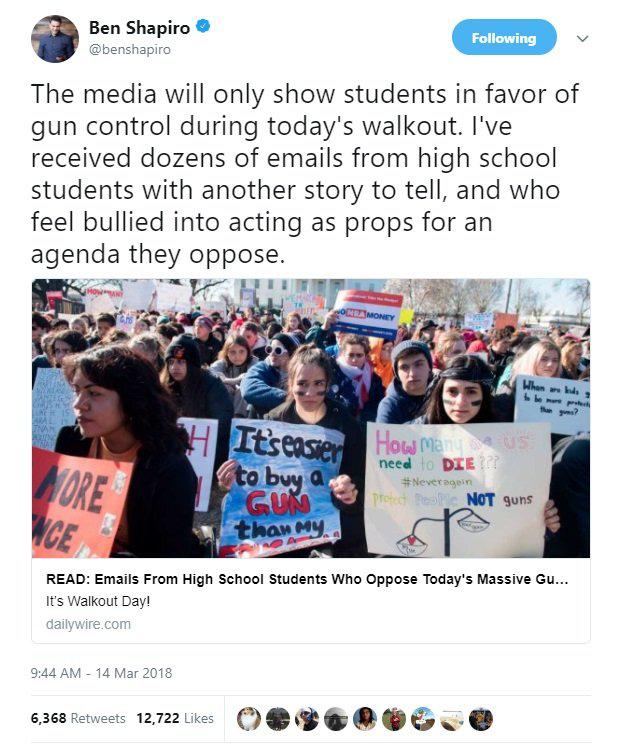 Ben Shapiro
@benshapiro
Following
The media will only show students in favor of
gun control during today's walkout. I've
received dozens of emails from high school
students with another story to tell, and who
feel bullied into acting as props for an
agenda they oppose.
HOW MANY
NRA MONEY
When are kids
to be more protected
than guns?
MORE
NCE
H
It's easier
to buy a
GUN
than my
How many of US
need to DIE???
#Neveragain
protect People NOT guns
READ: Emails From High School Students Who Oppose Today's Massive Gu...
It's Walkout Day!
dailywire.com
9:44 AM - 14 Mar 2018
6,368 Retweets 12,722 Likes